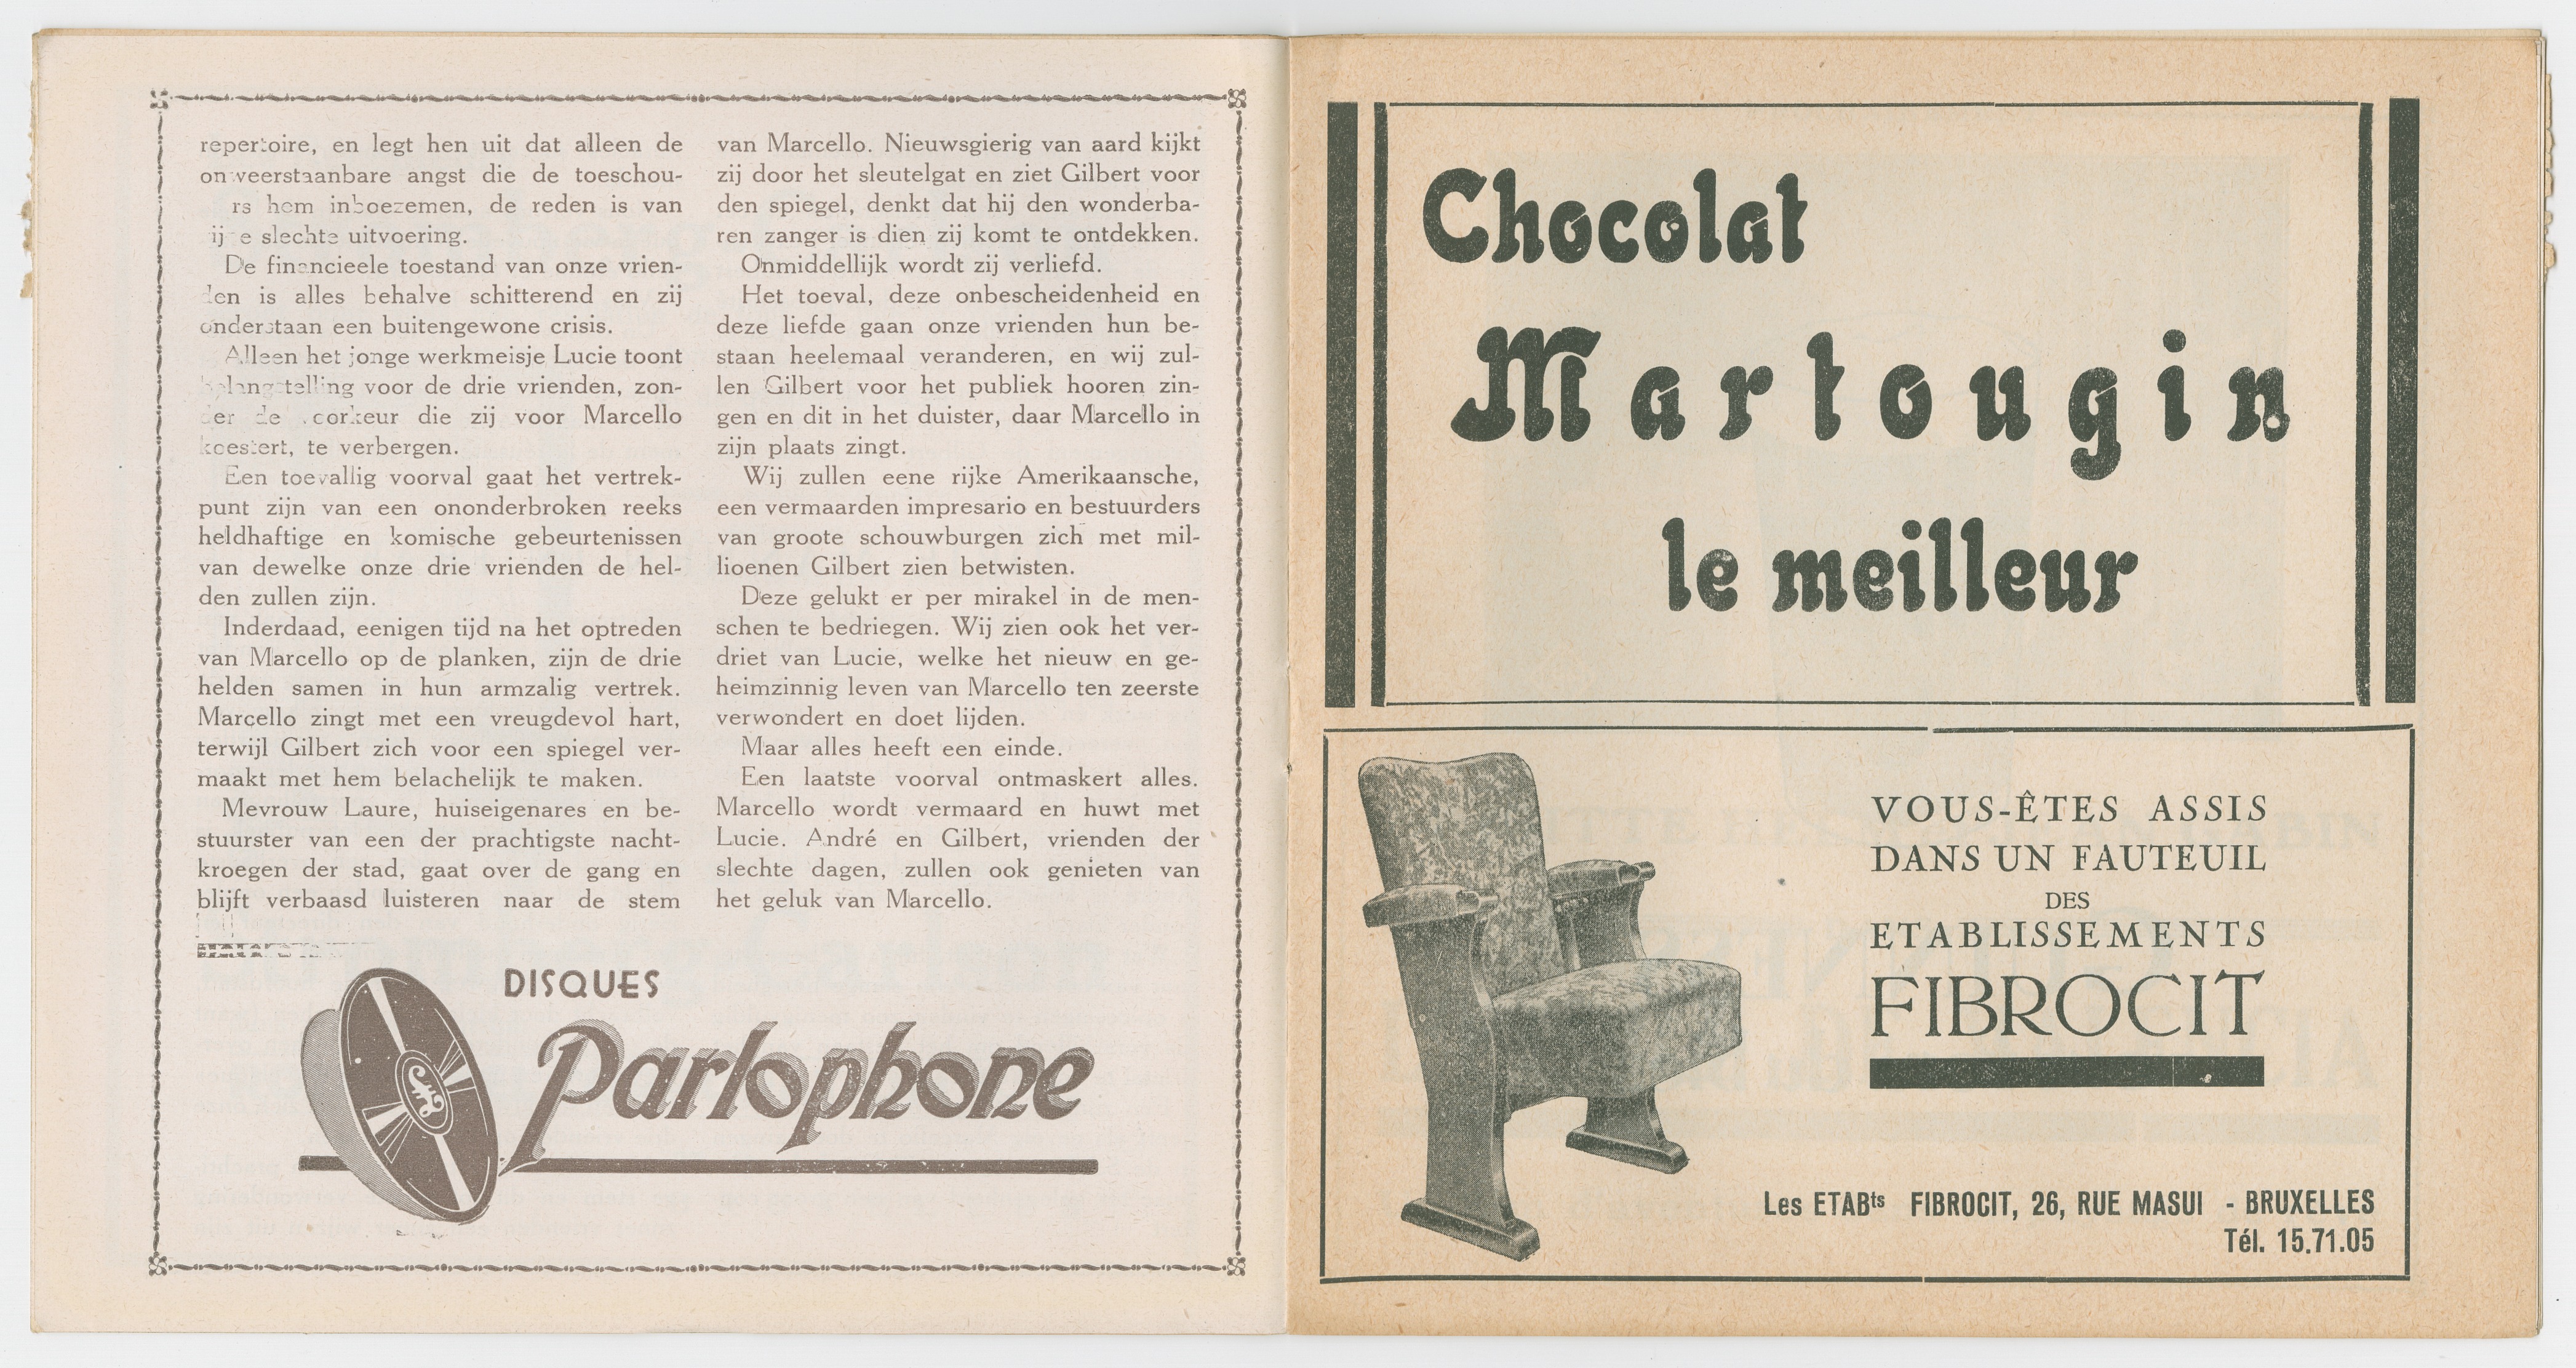 repertoire, en legt hen uit dat alleen de
onweerstaanbare angst die de toeschou-
rs hem inboezemen, de reden is van
slechte uitvoering.
De financieele toestand van onze vrien-
den is alles behalve schitterend en zij
onderstaan een buitengewone crisis.
Alleen het jonge werkmeisje Lucie toont
belangstelling voor de drie vrienden, zon-
der de voorkeur die zij voor Marcello
koestert, te verbergen.
Een toevallig voorval gaat het vertrek-
punt zijn van een ononderbroken reeks
heldhaftige en komische gebeurtenissen
van dewelke onze drie vrienden de hel-
den zullen zijn.
Inderdaad, eenigen tijd na het optreden
van Marcello op de planken, zijn de drie
helden samen in hun armzalig vertrek.
Marcello zingt met een vreugdevol hart,
terwijl Gilbert zich voor een spiegel ver-
maakt met hem belachelijk te maken.
Mevrouw Laure, huiseigenares en be-
stuurster van een der prachtigste nacht-
kroegen der stad, gaat over de gang en
blijft verbaasd luisteren naar de stem
van Marcello. Nieuwsgierig van aard kijkt
zij door het sleutelgat en ziet Gilbert voor
den spiegel, denkt dat hij den wonderba-
ren zanger is dien zij komt te ontdekken.
Onmiddellijk wordt zij verliefd.
Het toeval, deze onbescheidenheid en
deze liefde gaan onze vrienden hun be-
staan heelemaal veranderen, en wij zul-
len Gilbert voor het publiek hooren zin-
gen en dit in het duister, daar Marcello in
zijn plaats zingt.
Wij zullen eene rijke Amerikaansche,
een vermaarden impresario en bestuurders
van groote schouwburgen zich met mil-
lioenen Gilbert zien betwisten.
Deze gelukt er per mirakel in de men-
schen te bedriegen. Wij zien ook het ver-
driet van Lucie, welke het nieuw en ge-
heimzinnig leven van Marcello ten zeerste
verwondert en doet lijden.
Maar alles heeft een einde.
Een laatste voorval ontmaskert alles.
Marcello wordt vermaard en huwt met
Lucie. André en Gilbert, vrienden der
slechte dagen, zullen ook genieten van
het geluk van Marcello.
DISQUES
Parlophone
Chocolat
Martougin
le meilleur
VOUS-ÊTES ASSIS
DANS UN FAUTEUIL
DES
ETABLISSEMENTS
FIBROCIT
Les ETABts FIBROCIT, 26, RUE MASUI - BRUXELLES
Tél. 15.71.05